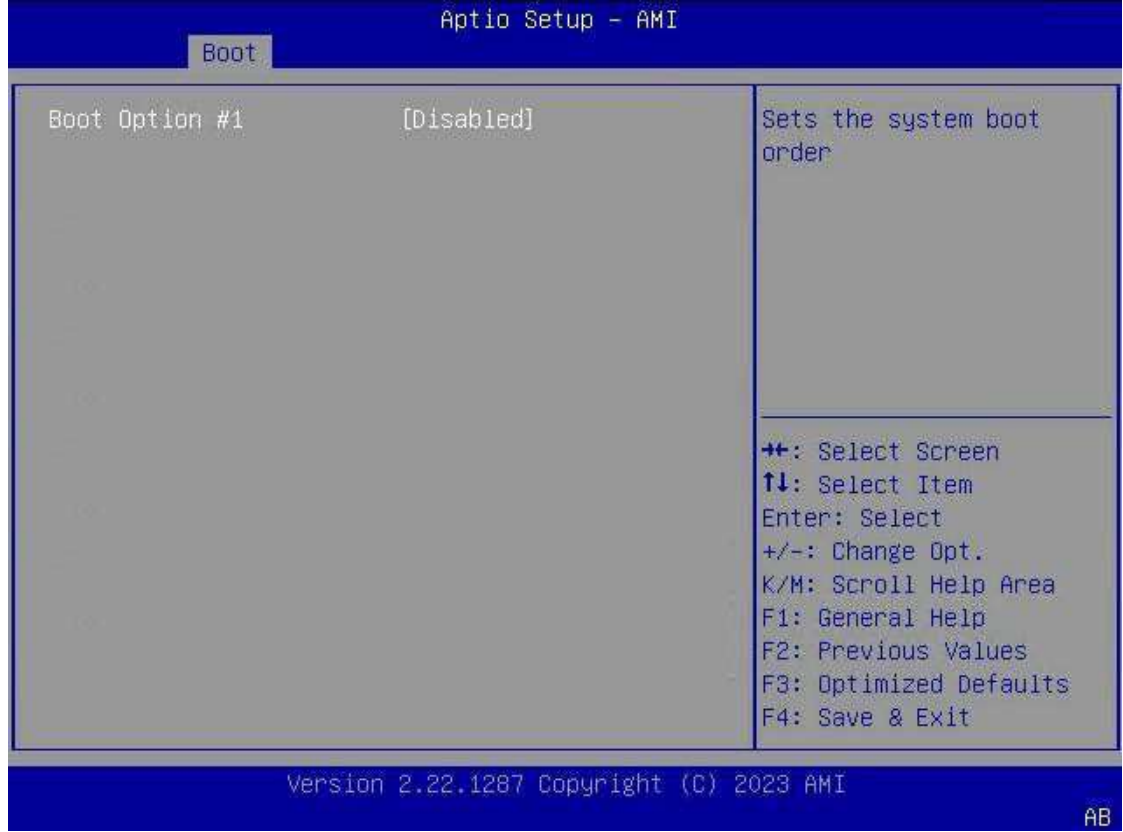 Aptio Setup – AMI
Boot
Boot Option #1 [Disabled]
Sets the system boot
order
→←: Select Screen
↑↓: Select Item
Enter: Select
+/-: Change Opt.
K/M: Scroll Help Area
F1: General Help
F2: Previous Values
F3: Optimized Defaults
F4: Save & Exit
Version 2.22.1287 Copyright (C) 2023 AMI
AB